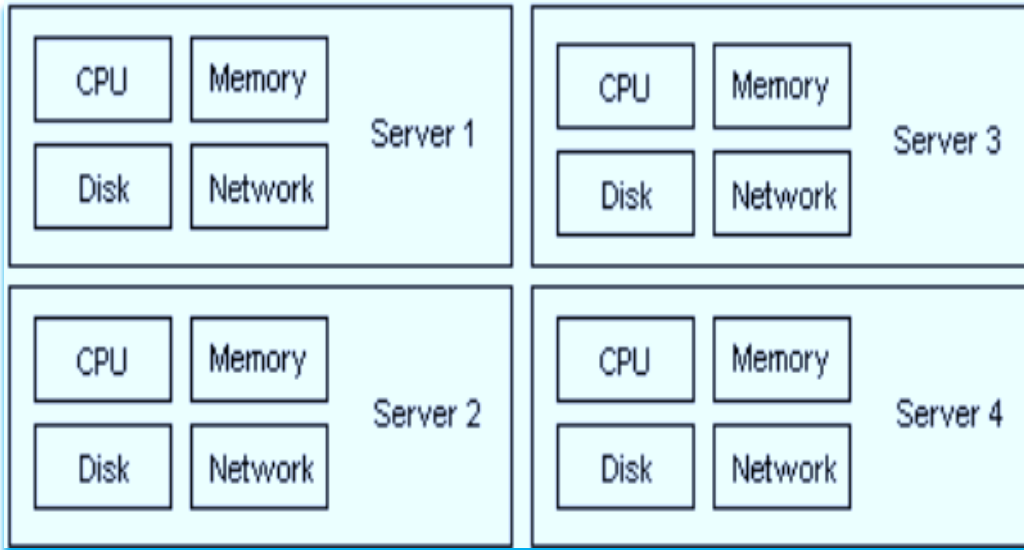 CPU Memory
Server 1
Disk Network
CPU Memory
Server 3
Disk Network
CPU Memory
Server 2
Disk Network
CPU Memory
Server 4
Disk Network